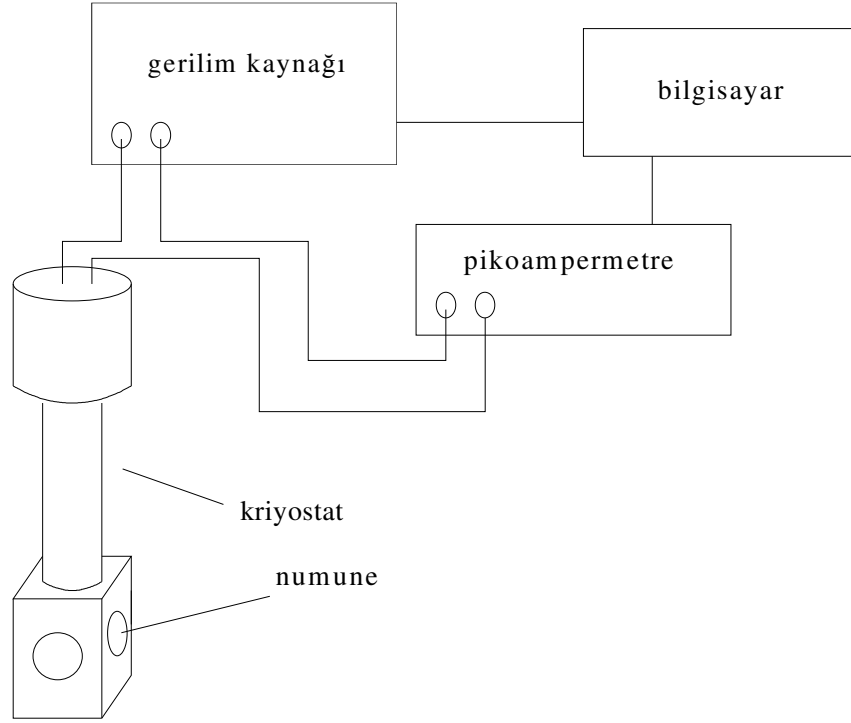 gerilim kaynağı
bilgisayar
pikoampermetre
kriyostat
numune